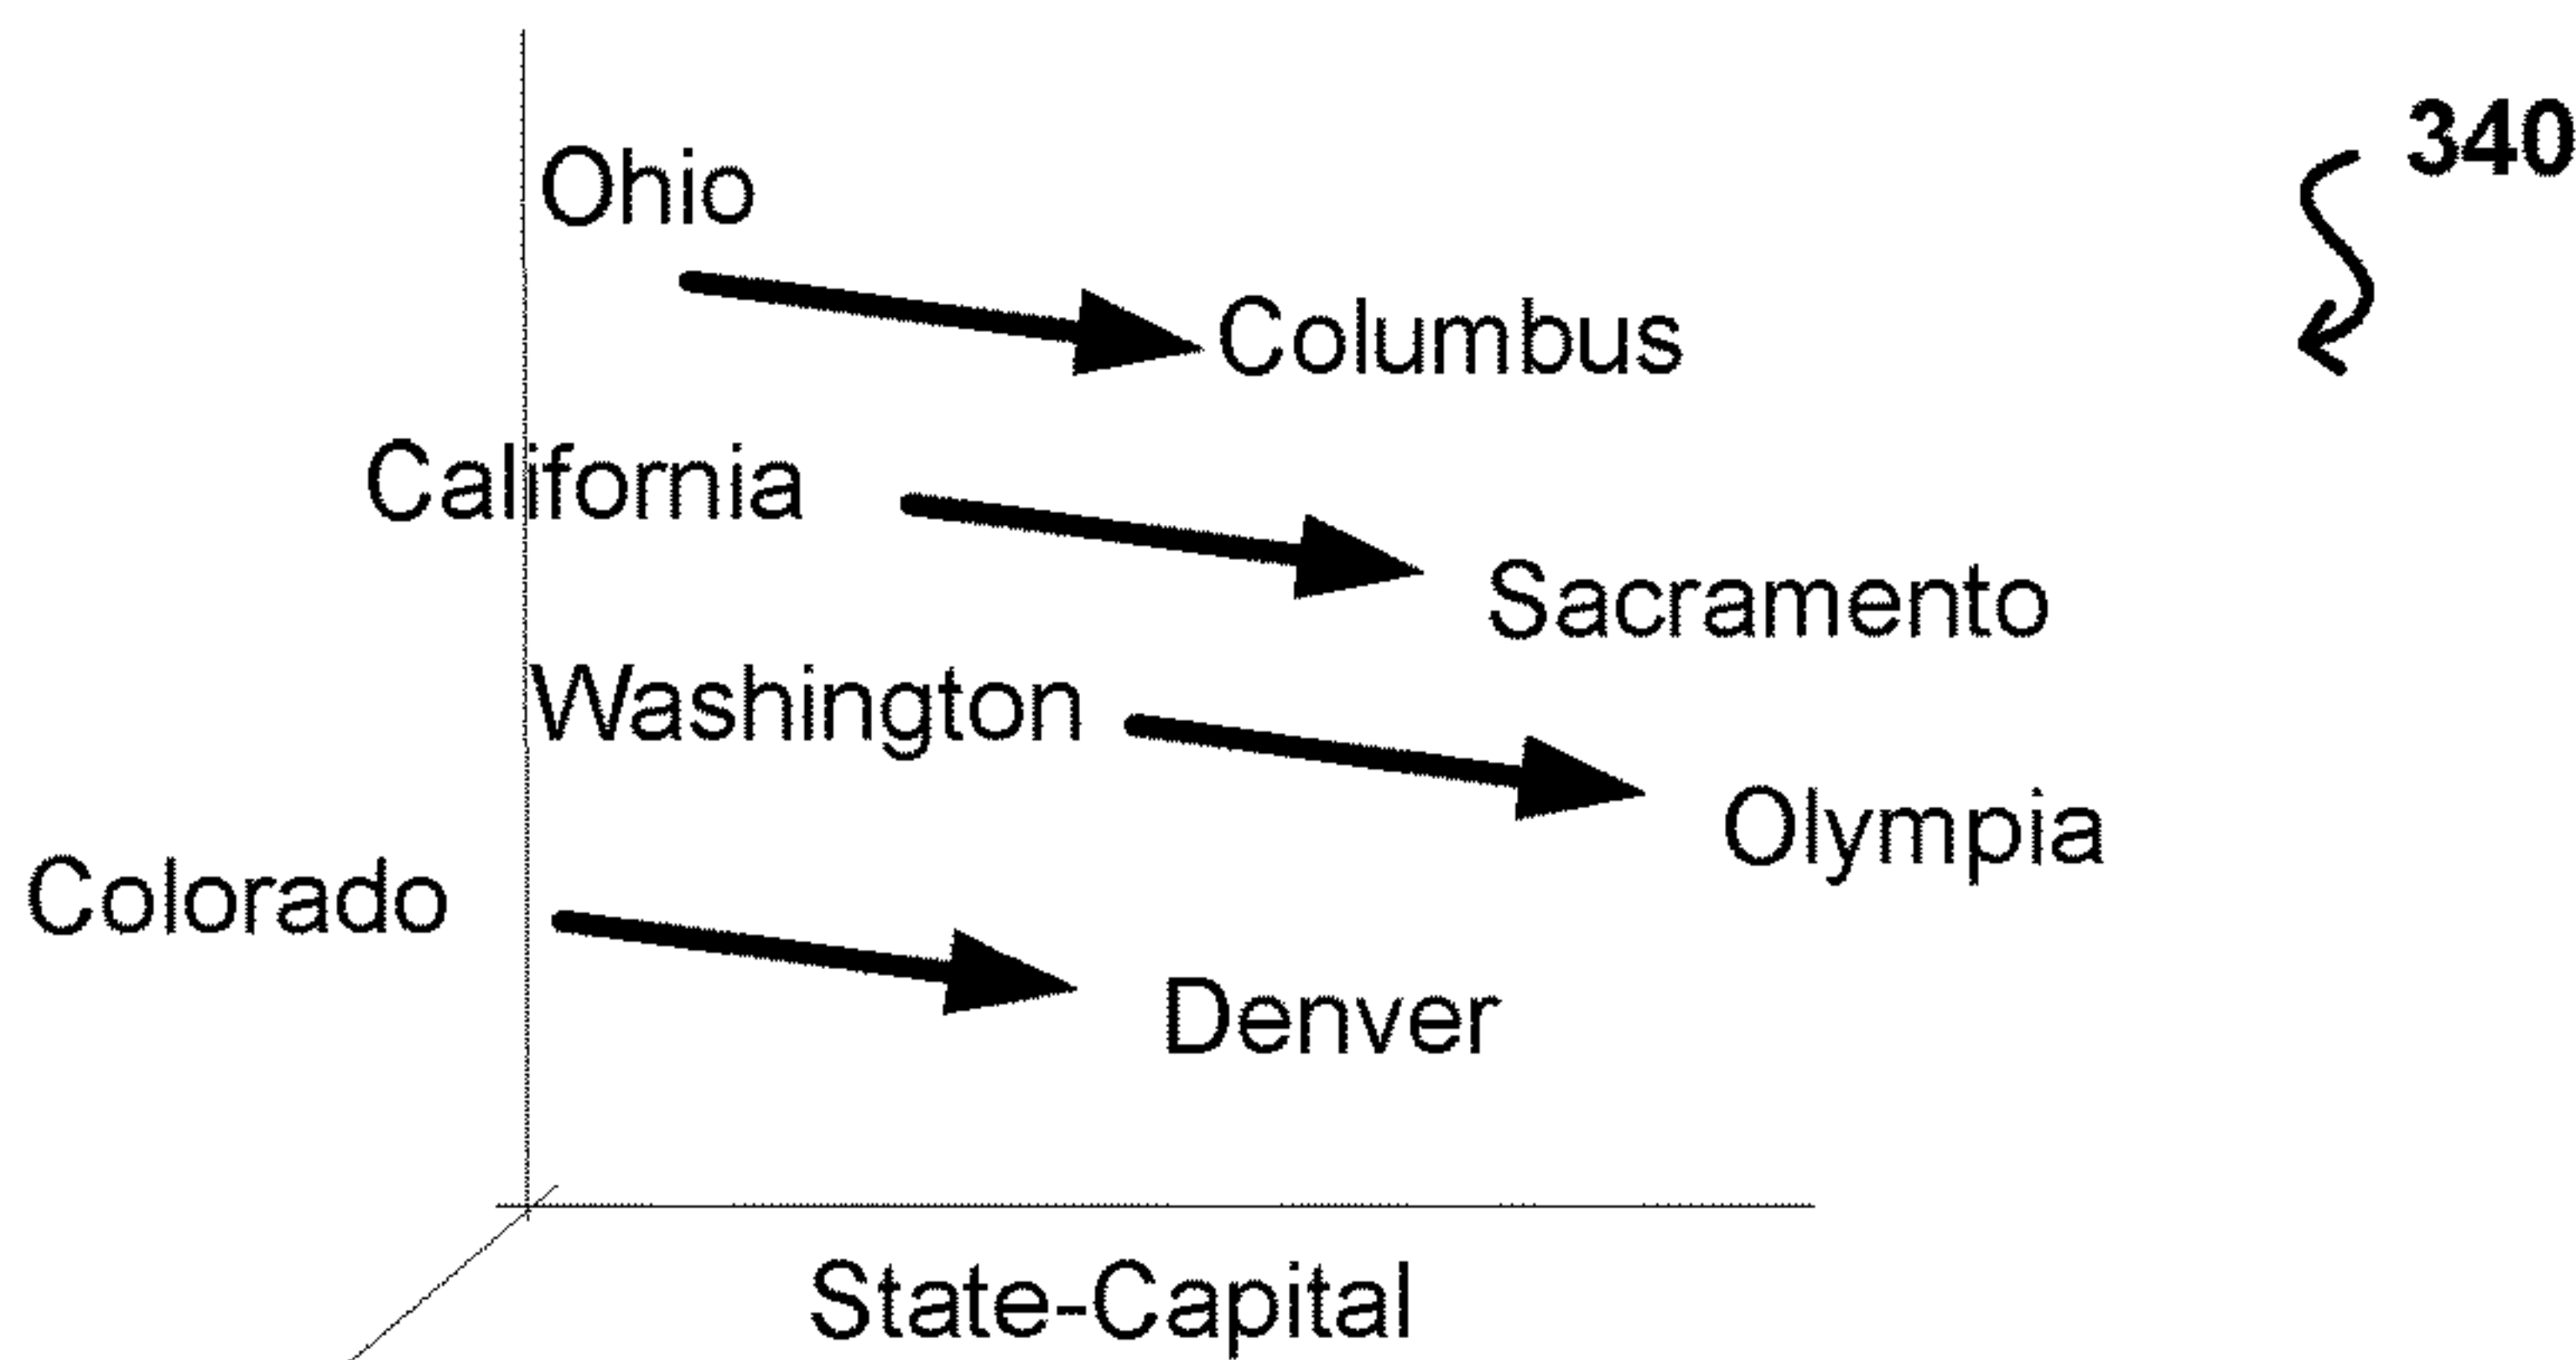 340
Ohio
Columbus
California
Sacramento
Washington
Olympia
Colorado
Denver
State-Capital